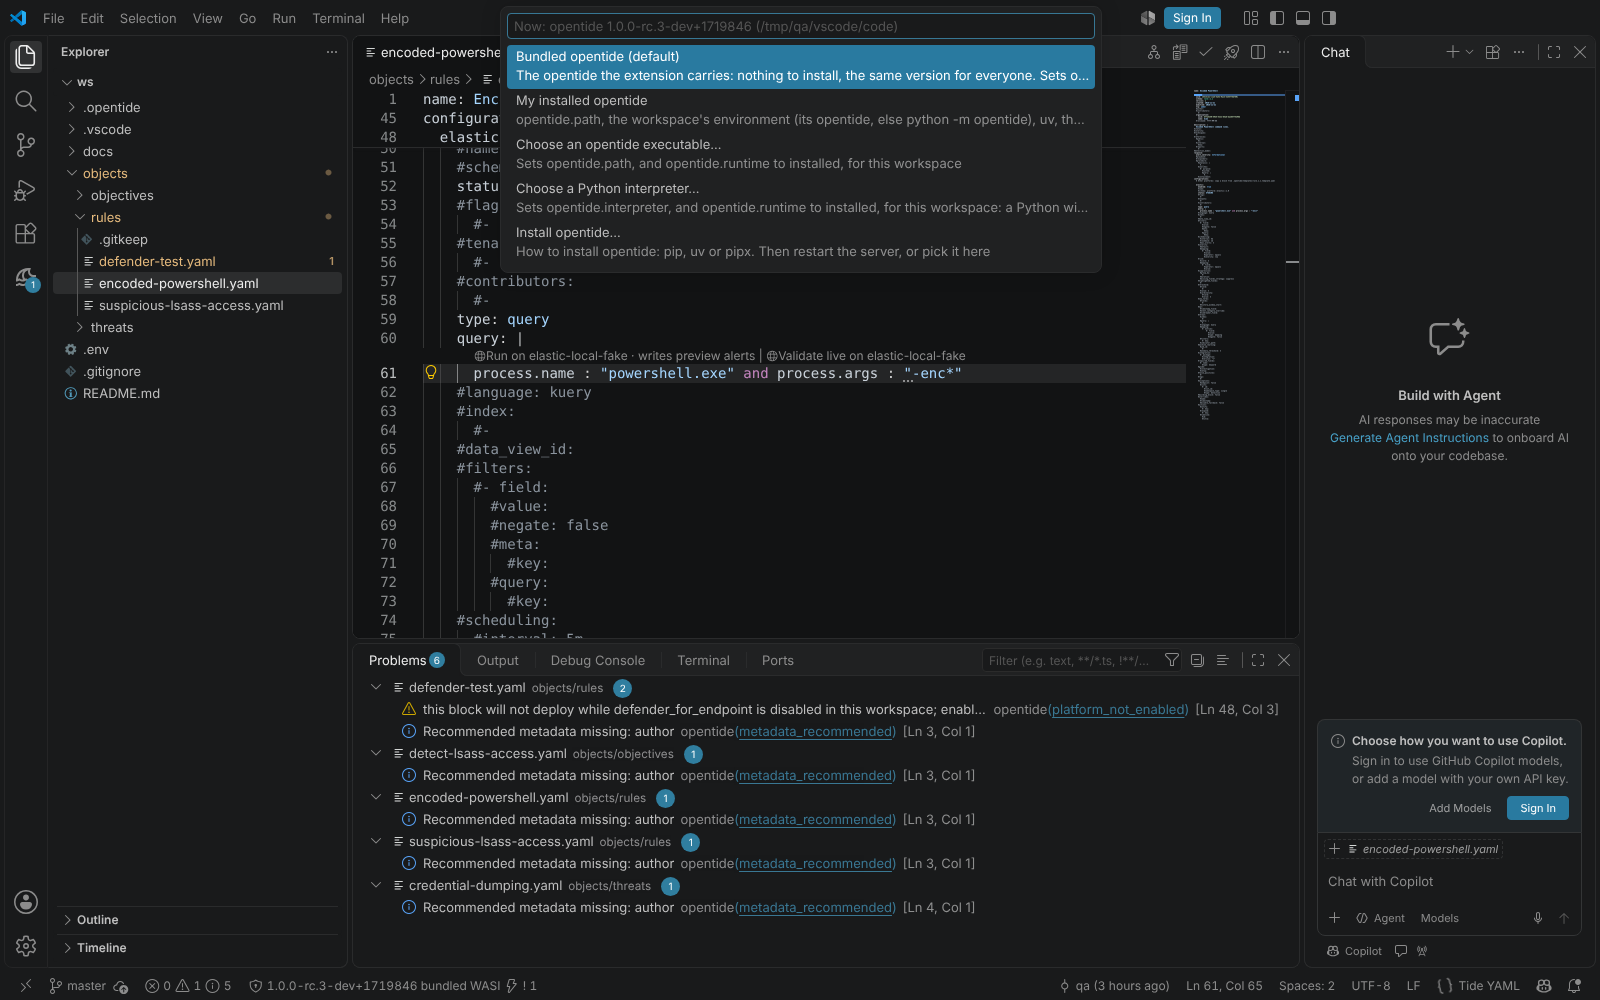 File Edit Selection View Go Run Terminal Help
Now: opentide 1.0.0-rc.3-dev+1719846 (/tmp/qa/vscode/code)
Sign In
Bundled opentide (default)
The opentide the extension carries: nothing to install, the same version for everyone. Sets o...
My installed opentide
opentide.path, the workspace's environment (its opentide, else python -m opentide), uv, th...
Choose an opentide executable...
Sets opentide.path, and opentide.runtime to installed, for this workspace
Choose a Python interpreter...
Sets opentide.interpreter, and opentide.runtime to installed, for this workspace: a Python wi...
Install opentide...
How to install opentide: pip, uv or pipx. Then restart the server, or pick it here
Explorer
ws
.opentide
.vscode
docs
objects
objectives
rules
.gitkeep
defender-test.yaml 1
encoded-powershell.yaml
suspicious-lsass-access.yaml
threats
.env
.gitignore
README.md
Outline
Timeline
1
encoded-powershe
objects > rules >
1 name: Enc
45 configura
48 elastic
50 #name
51 #sche
52 statu
53 #flag
54 #-
55 #tena
56 #-
57 #contributors:
58 #-
59 type: query
60 query: |
Run on elastic-local-fake · writes preview alerts | Validate live on elastic-local-fake
61 process.name : "powershell.exe" and process.args : "-enc*"
62 #language: kuery
63 #index:
64 #-
65 #data_view_id:
66 #filters:
67 #- field:
68 #value:
69 #negate: false
70 #meta:
71 #key:
72 #query:
73 #key:
74 #scheduling:
75 #interval: 5m
Problems 6 Output Debug Console Terminal Ports
Filter (e.g. text, **/*.ts, !**/...
defender-test.yaml objects/rules 2
this block will not deploy while defender_for_endpoint is disabled in this workspace; enabl... opentide(platform_not_enabled) [Ln 48, Col 3]
Recommended metadata missing: author opentide(metadata_recommended) [Ln 3, Col 1]
detect-lsass-access.yaml objects/objectives 1
Recommended metadata missing: author opentide(metadata_recommended) [Ln 3, Col 1]
encoded-powershell.yaml objects/rules 1
Recommended metadata missing: author opentide(metadata_recommended) [Ln 3, Col 1]
suspicious-lsass-access.yaml objects/rules 1
Recommended metadata missing: author opentide(metadata_recommended) [Ln 3, Col 1]
credential-dumping.yaml objects/threats 1
Recommended metadata missing: author opentide(metadata_recommended) [Ln 4, Col 1]
Chat
Build with Agent
AI responses may be inaccurate
Generate Agent Instructions to onboard AI
onto your codebase.
Choose how you want to use Copilot.
Sign in to use GitHub Copilot models,
or add a model with your own API key.
Add Models Sign In
encoded-powershell.yaml
Chat with Copilot
Agent Models
Copilot
master 0 1 5 1.0.0-rc.3-dev+1719846 bundled WASI ! 1
qa (3 hours ago) Ln 61, Col 65 Spaces: 2 UTF-8 LF { } Tide YAML